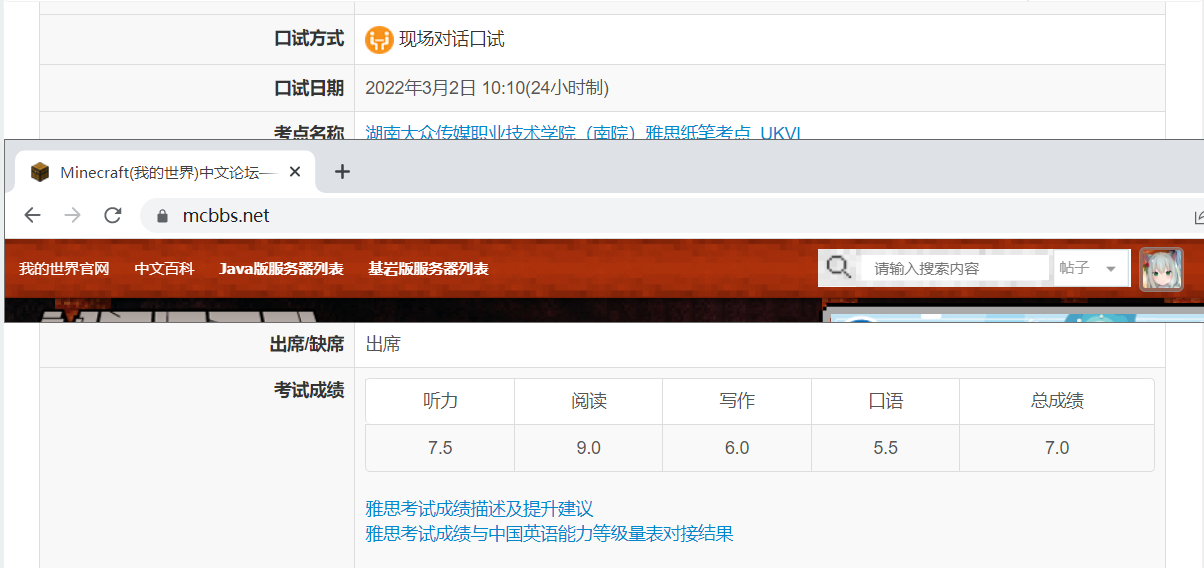 口试方式 现场对话口试
口试日期 2022年3月2日 10:10(24小时制)
考点名称 湖南大众传媒职业技术学院（南院）雅思纸笔考点_UKVI
Minecraft(我的世界)中文论坛—
mcbbs.net
我的世界官网 中文百科 Java版服务器列表 基岩版服务器列表 请输入搜索内容 帖子
出席/缺席 出席
考试成绩
听力 阅读 写作 口语 总成绩
7.5 9.0 6.0 5.5 7.0
雅思考试成绩描述及提升建议
雅思考试成绩与中国英语能力等级量表对接结果